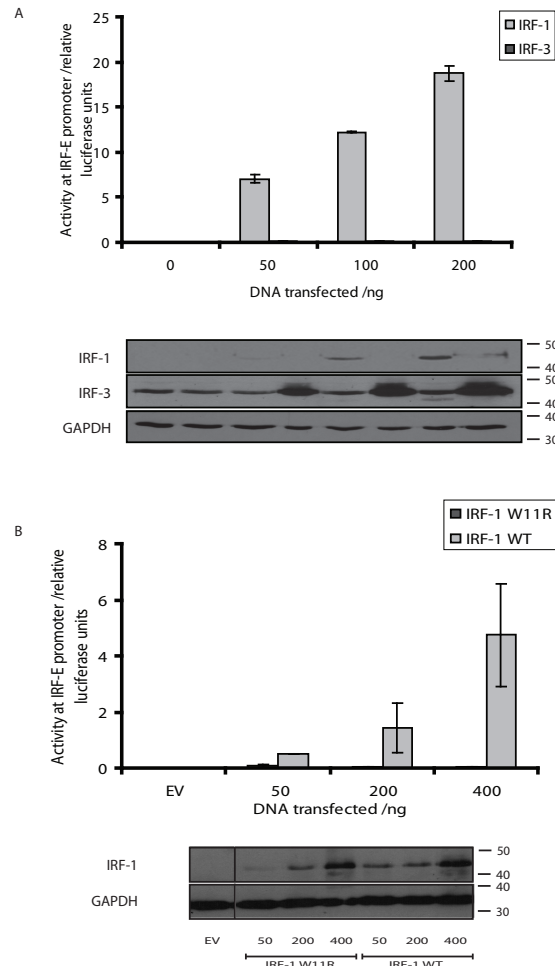 A
Activity at IRF-E promoter /relative
luciferase units
25
20
15
10
5
0
IRF-1
IRF-3
0 50 100 200
DNA transfected /ng
IRF-1
50
40
IRF-3
50
40
GAPDH
40
30
B
Activity at IRF-E promoter /relative
luciferase units
8
6
4
2
0
IRF-1 W11R
IRF-1 WT
EV 50 200 400
DNA transfected /ng
IRF-1
50
40
GAPDH
40
30
EV 50 200 400 50 200 400
IRF-1 W11R IRF-1 WT